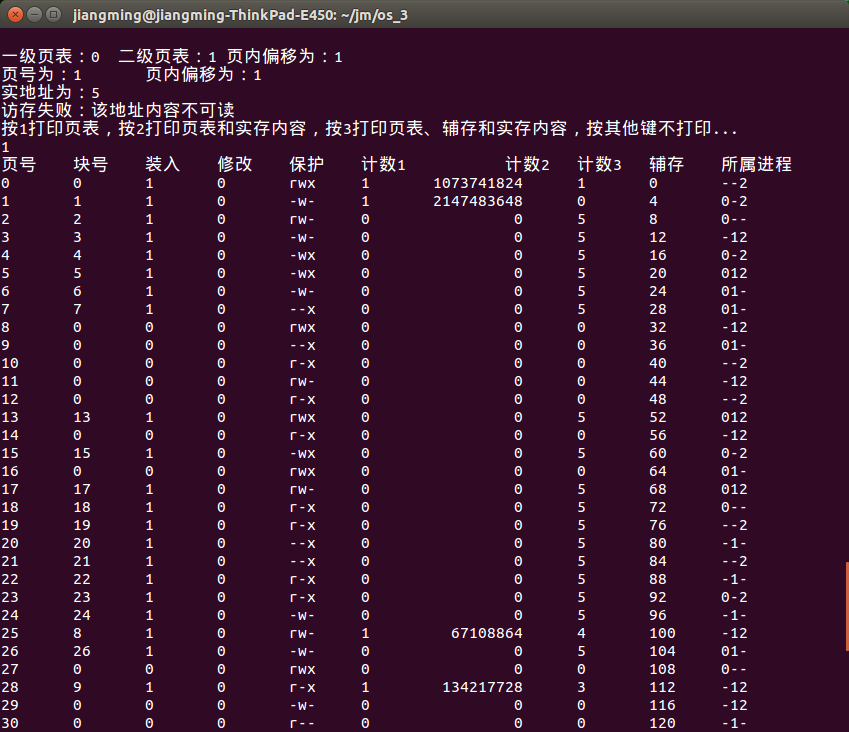 jiangming@jiangming-ThinkPad-E450: ~/jm/os_3
一级页表：0 二级页表：1 页内偏移为：1
页号为：1 页内偏移为：1
实地址为：5
访存失败：该地址内容不可读
按1打印页表，按2打印页表和实存内容，按3打印页表、辅存和实存内容，按其他键不打印...
1
页号 块号 装入 修改 保护 计数1 计数2 计数3 辅存 所属进程
0 0 1 0 rwx 1 1073741824 1 0 --2
1 1 1 0 -w- 1 2147483648 0 4 0-2
2 2 1 0 rw- 0 0 5 8 0--
3 3 1 0 -w- 0 0 5 12 -12
4 4 1 0 -wx 0 0 5 16 0-2
5 5 1 0 -wx 0 0 5 20 012
6 6 1 0 -w- 0 0 5 24 01-
7 7 1 0 --x 0 0 5 28 01-
8 0 0 0 rwx 0 0 0 32 -12
9 0 0 0 --x 0 0 0 36 01-
10 0 0 0 r-x 0 0 0 40 --2
11 0 0 0 rw- 0 0 0 44 -12
12 0 0 0 r-x 0 0 0 48 --2
13 13 1 0 rwx 0 0 5 52 012
14 0 0 0 r-x 0 0 0 56 -12
15 15 1 0 -wx 0 0 5 60 0-2
16 0 0 0 rwx 0 0 0 64 01-
17 17 1 0 rw- 0 0 5 68 012
18 18 1 0 r-x 0 0 5 72 0--
19 19 1 0 r-x 0 0 5 76 --2
20 20 1 0 --x 0 0 5 80 -1-
21 21 1 0 --x 0 0 5 84 --2
22 22 1 0 r-x 0 0 5 88 -1-
23 23 1 0 r-x 0 0 5 92 0-2
24 24 1 0 -w- 0 0 5 96 -1-
25 8 1 0 rw- 1 67108864 4 100 -12
26 26 1 0 -w- 0 0 5 104 01-
27 0 0 0 rwx 0 0 0 108 0--
28 9 1 0 r-x 1 134217728 3 112 -12
29 0 0 0 -w- 0 0 0 116 -12
30 0 0 0 r-- 0 0 0 120 -1-